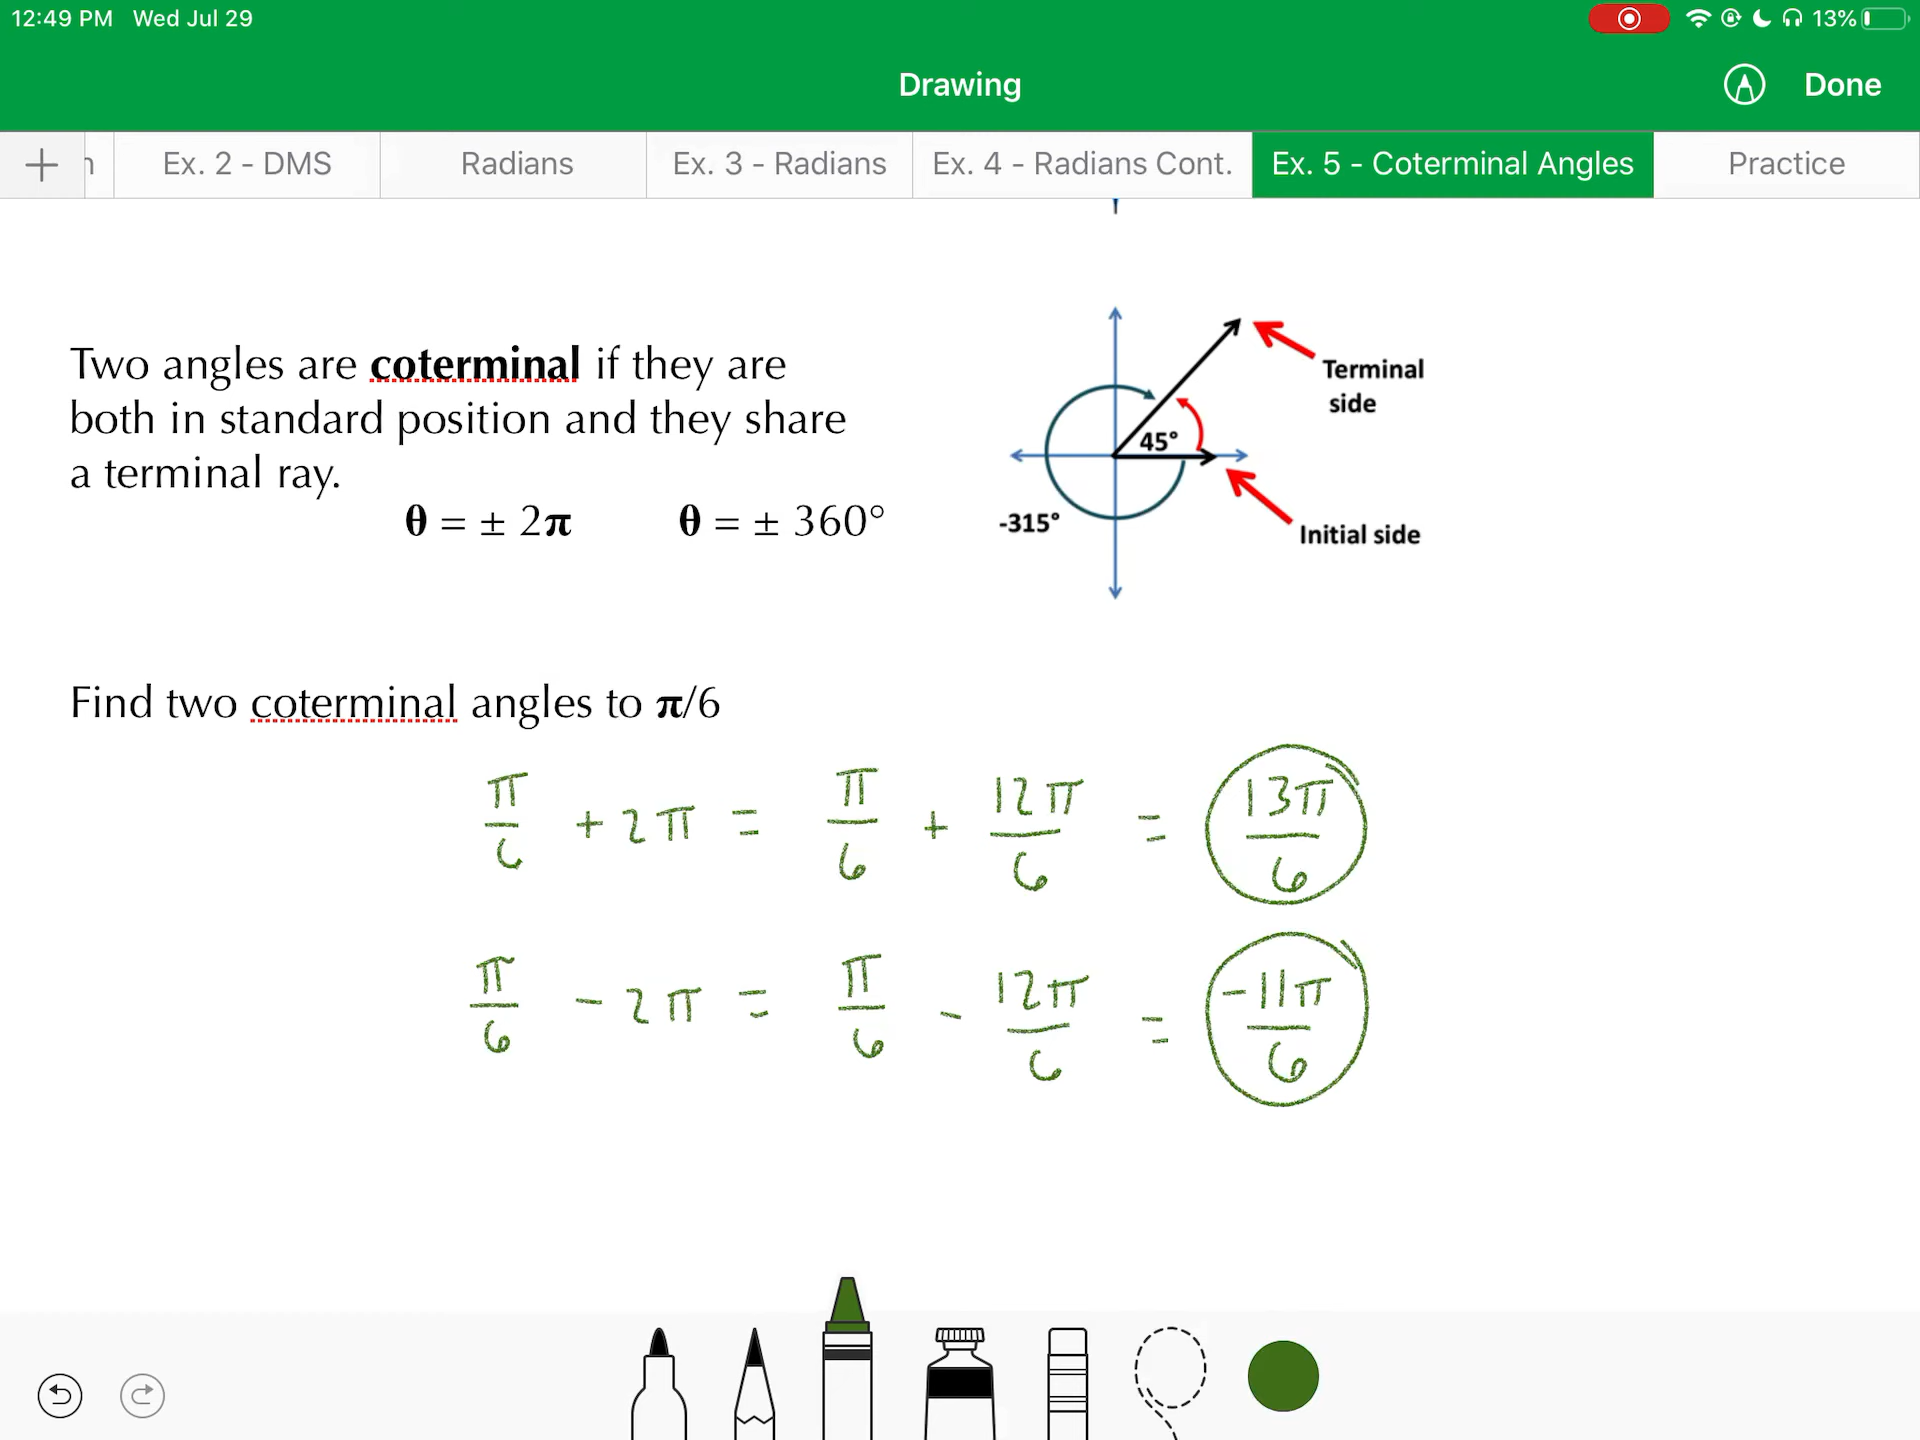 12:49 PM Wed Jul 29
13%
Drawing
Done
n Ex. 2 - DMS Radians Ex. 3 - Radians Ex. 4 - Radians Cont. Ex. 5 - Coterminal Angles Practice
Two angles are coterminal if they are
both in standard position and they share
a terminal ray.
θ = ± 2π θ = ± 360°
Terminal
side
45°
-315°
Initial side
Find two coterminal angles to π/6
π/6 + 2π = π/6 + 12π/6 = 13π/6
π/6 - 2π = π/6 - 12π/6 = -11π/6